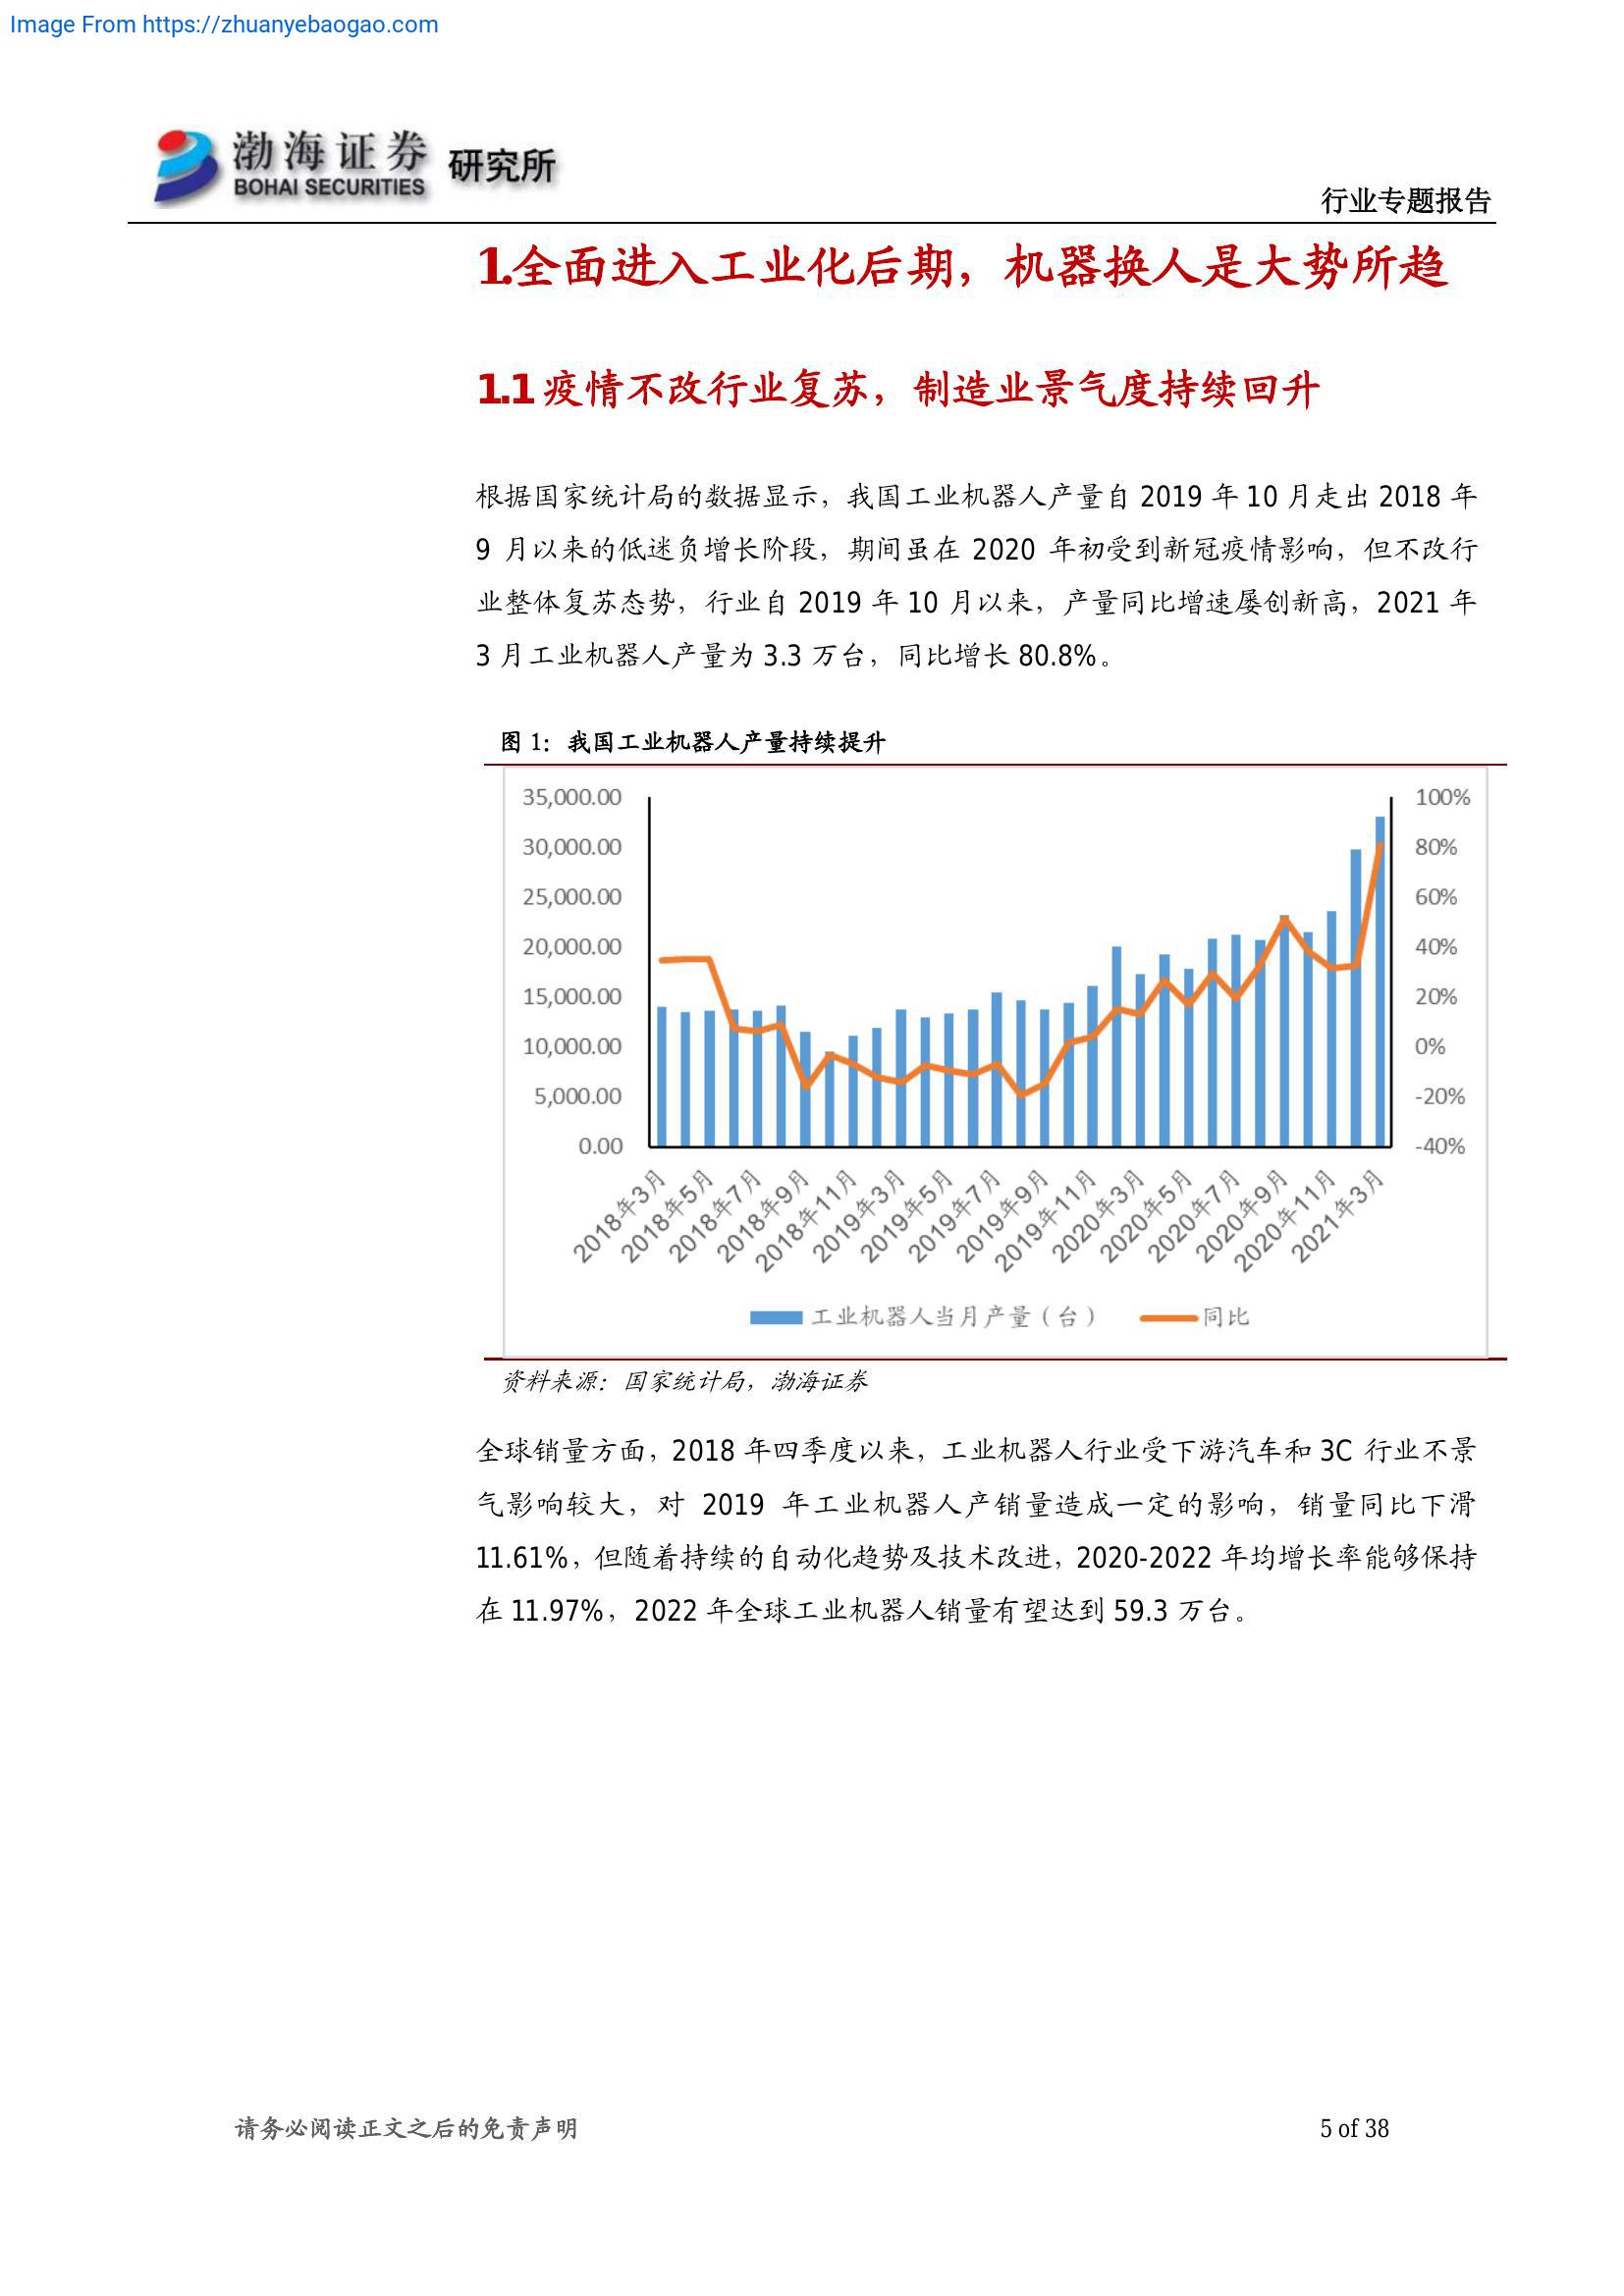 Image From https://zhuanyebaogao.com
渤海证券 研究所
BOHAI SECURITIES
行业专题报告
1.全面进入工业化后期，机器换人是大势所趋
1.1 疫情不改行业复苏，制造业景气度持续回升
根据国家统计局的数据显示，我国工业机器人产量自 2019 年 10 月走出 2018 年
9 月以来的低迷负增长阶段，期间虽在 2020 年初受到新冠疫情影响，但不改行
业整体复苏态势，行业自 2019 年 10 月以来，产量同比增速屡创新高，2021 年
3 月工业机器人产量为 3.3 万台，同比增长 80.8%。
图 1：我国工业机器人产量持续提升
35,000.00
30,000.00
25,000.00
20,000.00
15,000.00
10,000.00
5,000.00
0.00
100%
80%
60%
40%
20%
0%
-20%
-40%
2018年3月
2018年5月
2018年7月
2018年9月
2018年11月
2019年3月
2019年5月
2019年7月
2019年9月
2019年11月
2020年3月
2020年5月
2020年7月
2020年9月
2020年11月
2021年3月
工业机器人当月产量（台） 同比
资料来源：国家统计局，渤海证券
全球销量方面，2018 年四季度以来，工业机器人行业受下游汽车和 3C 行业不景
气影响较大，对 2019 年工业机器人产销量造成一定的影响，销量同比下滑
11.61%，但随着持续的自动化趋势及技术改进，2020-2022 年均增长率能够保持
在 11.97%，2022 年全球工业机器人销量有望达到 59.3 万台。
请务必阅读正文之后的免责声明
5 of 38